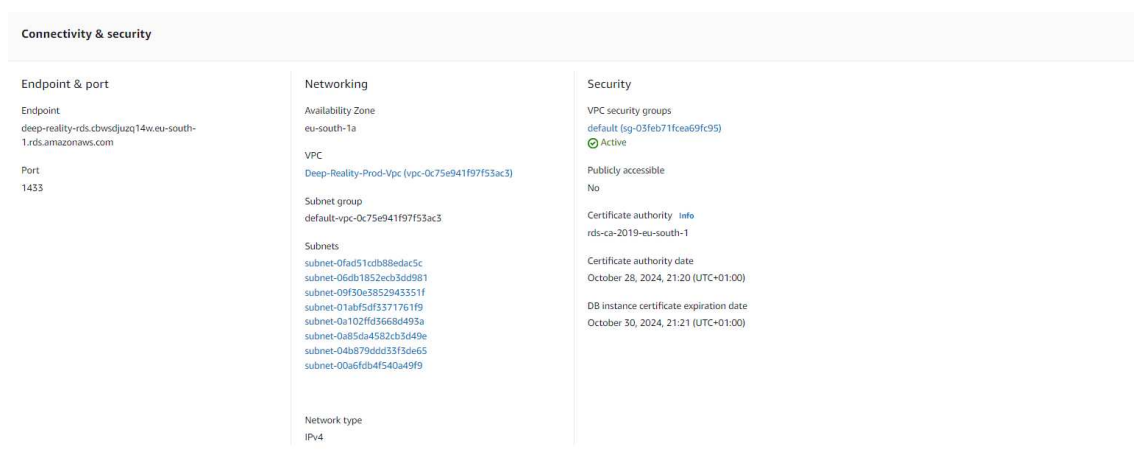 Connectivity & security
Endpoint & port
Endpoint
deep-reality-rds.cbwsdjuzq14w.eu-south-
1.rds.amazonaws.com
Port
1433
Networking
Availability Zone
eu-south-1a
VPC
Deep-Reality-Prod-Vpc (vpc-0c75e941f97f53ac3)
Subnet group
default-vpc-0c75e941f97f53ac3
Subnets
subnet-0fad51cdb88edac5c
subnet-06db1852ecb3dd981
subnet-09f30e3852943351f
subnet-01abf5df3371761f9
subnet-0a102ffd3668d493a
subnet-0a85da4582cb3d49e
subnet-04b879ddd33f3de65
subnet-00a6fdb4f540a49f9
Network type
IPv4
Security
VPC security groups
default (sg-03feb71fcea69fc95)
Active
Publicly accessible
No
Certificate authority Info
rds-ca-2019-eu-south-1
Certificate authority date
October 28, 2024, 21:20 (UTC+01:00)
DB instance certificate expiration date
October 30, 2024, 21:21 (UTC+01:00)